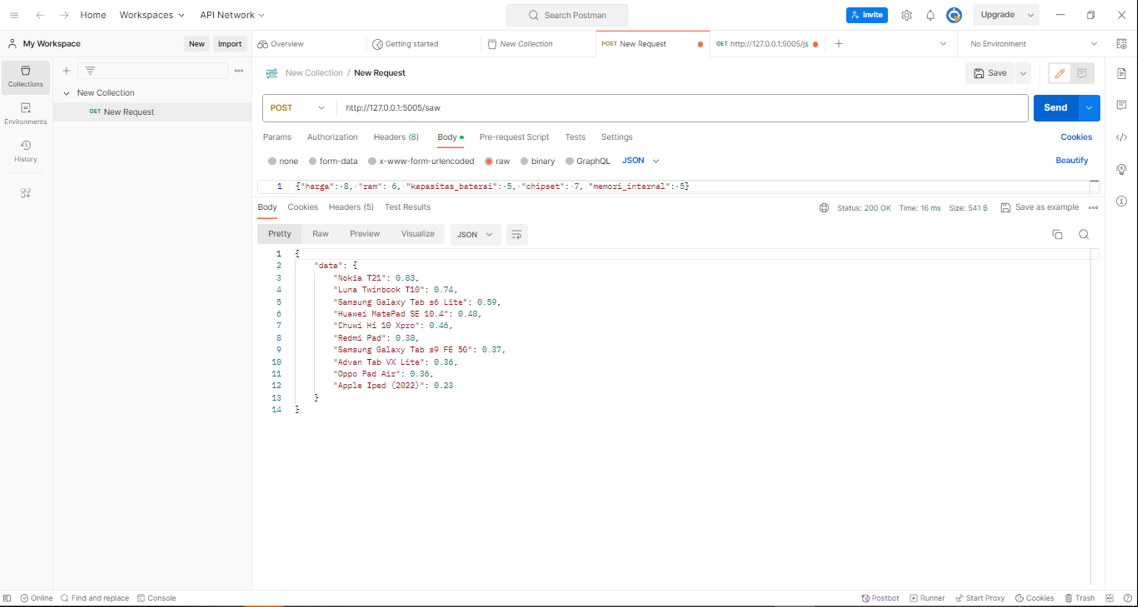 Home Workspaces API Network Search Postman Invite Upgrade
My Workspace New Import Overview Getting started New Collection POST New Request GET http://127.0.0.1:5005/js No Environment
Collections
Environments
History
New Collection
GET New Request
New Collection / New Request Save
POST http://127.0.0.1:5005/saw Send
Params Authorization Headers (8) Body Pre-request Script Tests Settings Cookies
none form-data x-www-form-urlencoded raw binary GraphQL JSON Beautify
1 {"harga": 8, "ram": 6, "kapasitas_baterai": 5, "chipset": 7, "memori_internal": 5}
Body Cookies Headers (5) Test Results Status: 200 OK Time: 16 ms Size: 541 B Save as example
Pretty Raw Preview Visualize JSON
1 {
2 "data": {
3 "Nokia T21": 0.83,
4 "Luna Twinbook T10": 0.74,
5 "Samsung Galaxy Tab s6 Lite": 0.59,
6 "Huawei MatePad SE 10.4": 0.48,
7 "Chuwi Hi 10 Xpro": 0.46,
8 "Redmi Pad": 0.38,
9 "Samsung Galaxy Tab s9 FE 5G": 0.37,
10 "Advan Tab VX Lite": 0.36,
11 "Oppo Pad Air": 0.36,
12 "Apple Iped (2022)": 0.23
13 }
14 }
Online Find and replace Console Postbot Runner Start Proxy Cookies Trash